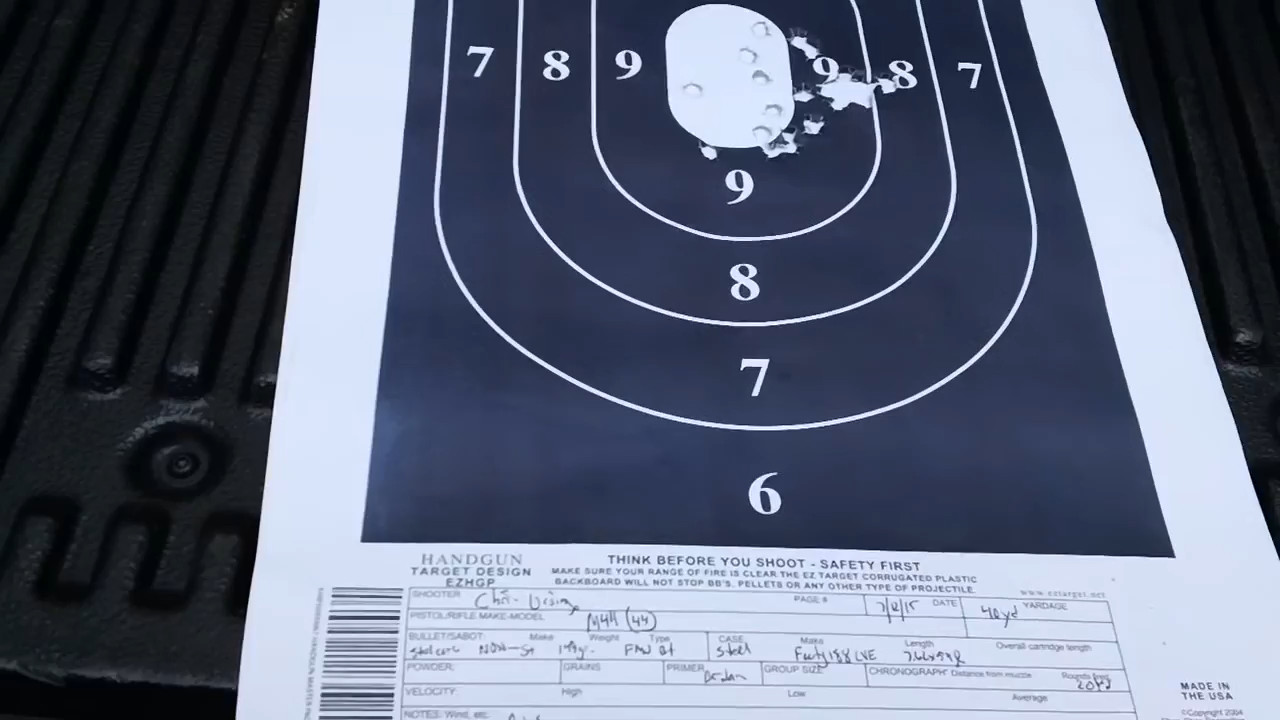 7 8 9 9 8 7
9
8
7
6
HANDGUN
TARGET DESIGN
EZHGP
THINK BEFORE YOU SHOOT - SAFETY FIRST
MAKE SURE YOUR RANGE OF FIRE IS CLEAR THE EZ TARGET CORRUGATED PLASTIC
BACKBOARD WILL NOT STOP BB'S, PELLETS OR ANY OTHER TYPE OF PROJECTILE.
www.eztarget.net
SHOOTER PAGE # DATE 40yd YARDAGE
PISTOL/RIFLE MAKE-MODEL M44 (44)
BULLET/SABOT: Make Weight Type CASE: Make Length Overall cartridge length
steel
POWDER: GRAINS PRIMER GROUP SIZE CHRONOGRAPH Distance from muzzle Rounds fired
VELOCITY: High Low Average
NOTES: Wind, etc.
MADE IN
THE USA
©Copyright 2004